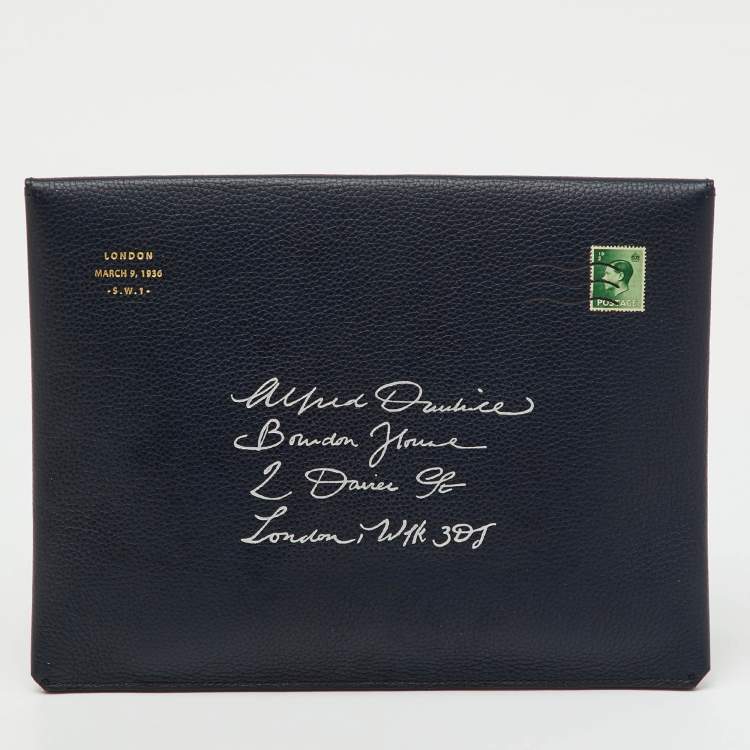 LONDON
MARCH 9, 1936
·S.W.1·
POSTAGE
Alfred Dunhill
Bourdon House
2 Davies St
London, W1K 3DJ